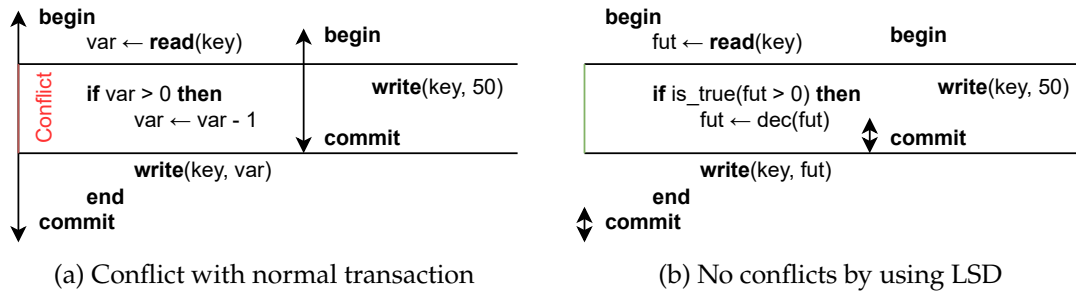 begin
var ← read(key)
begin
write(key, 50)
Conflict
if var > 0 then
var ← var - 1
commit
write(key, var)
end
commit
(a) Conflict with normal transaction
begin
fut ← read(key)
begin
write(key, 50)
if is_true(fut > 0) then
fut ← dec(fut)
commit
write(key, fut)
end
commit
(b) No conflicts by using LSD